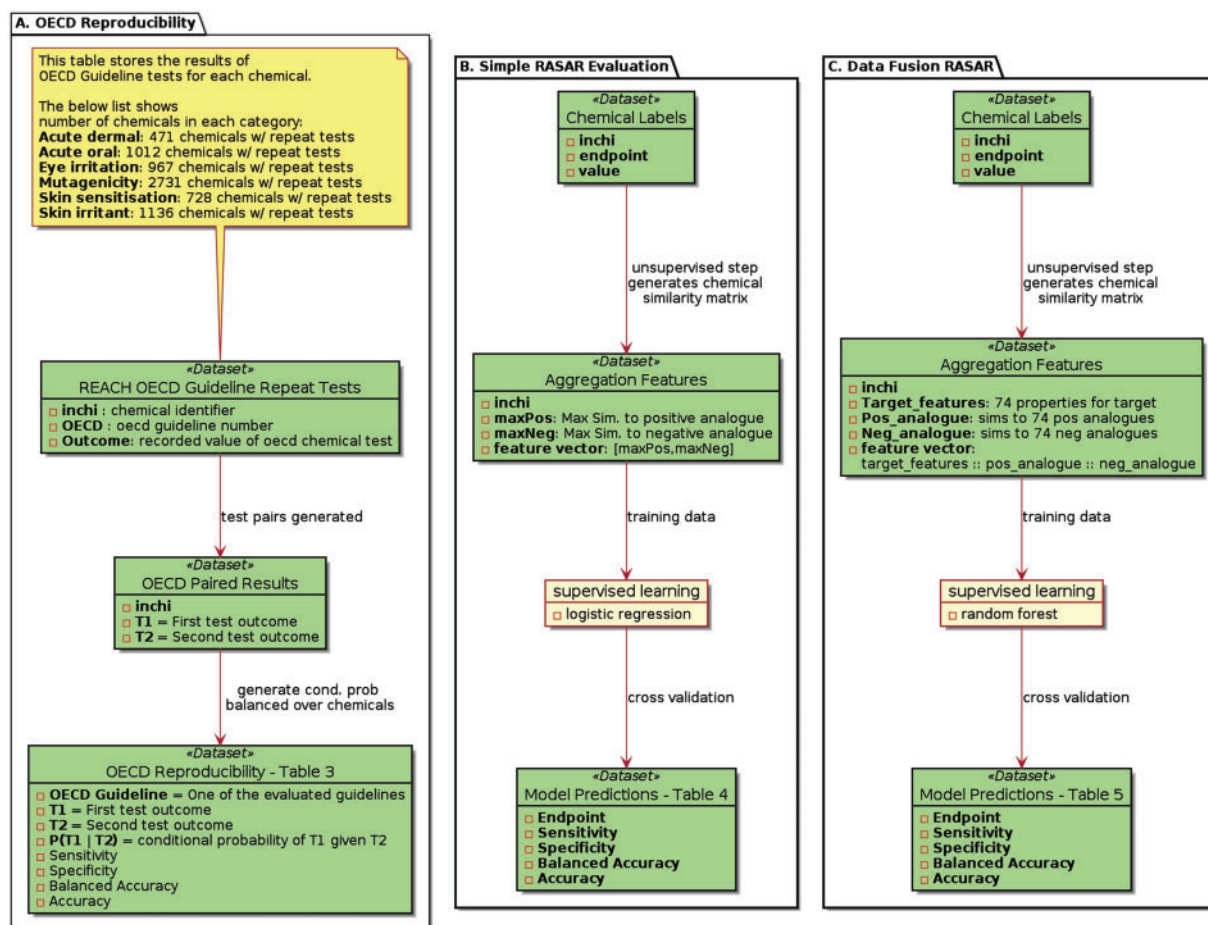 A. OECD Reproducibility
This table stores the results of
OECD Guideline tests for each chemical.
The below list shows
number of chemicals in each category:
Acute dermal: 471 chemicals w/ repeat tests
Acute oral: 1012 chemicals w/ repeat tests
Eye irritation: 967 chemicals w/ repeat tests
Mutagenicity: 2731 chemicals w/ repeat tests
Skin sensitisation: 728 chemicals w/ repeat tests
Skin irritant: 1136 chemicals w/ repeat tests
«Dataset»
REACH OECD Guideline Repeat Tests
inchi : chemical identifier
OECD : oecd guideline number
Outcome: recorded value of oecd chemical test
test pairs generated
«Dataset»
OECD Paired Results
inchi
T1 = First test outcome
T2 = Second test outcome
generate cond. prob
balanced over chemicals
«Dataset»
OECD Reproducibility - Table 3
OECD Guideline = One of the evaluated guidelines
T1 = First test outcome
T2 = Second test outcome
P(T1 | T2) = conditional probability of T1 given T2
Sensitivity
Specificity
Balanced Accuracy
Accuracy
B. Simple RASAR Evaluation
«Dataset»
Chemical Labels
inchi
endpoint
value
unsupervised step
generates chemical
similarity matrix
«Dataset»
Aggregation Features
inchi
maxPos: Max Sim. to positive analogue
maxNeg: Max Sim. to negative analogue
feature vector: [maxPos,maxNeg]
training data
supervised learning
logistic regression
cross validation
«Dataset»
Model Predictions - Table 4
Endpoint
Sensitivity
Specificity
Balanced Accuracy
Accuracy
C. Data Fusion RASAR
«Dataset»
Chemical Labels
inchi
endpoint
value
unsupervised step
generates chemical
similarity matrix
«Dataset»
Aggregation Features
inchi
Target_features: 74 properties for target
Pos_analogue: sims to 74 pos analogues
Neg_analogue: sims to 74 neg analogues
feature vector:
target_features :: pos_analogue :: neg_analogue
training data
supervised learning
random forest
cross validation
«Dataset»
Model Predictions - Table 5
Endpoint
Sensitivity
Specificity
Balanced Accuracy
Accuracy